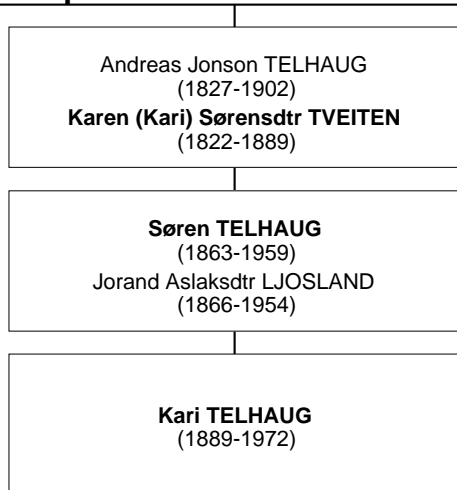 Andreas Jonson TELHAUG
(1827-1902)
Karen (Kari) Sørensdtr TVEITEN
(1822-1889)
Søren TELHAUG
(1863-1959)
Jorand Aslaksdtr LJOSLAND
(1866-1954)
Kari TELHAUG
(1889-1972)